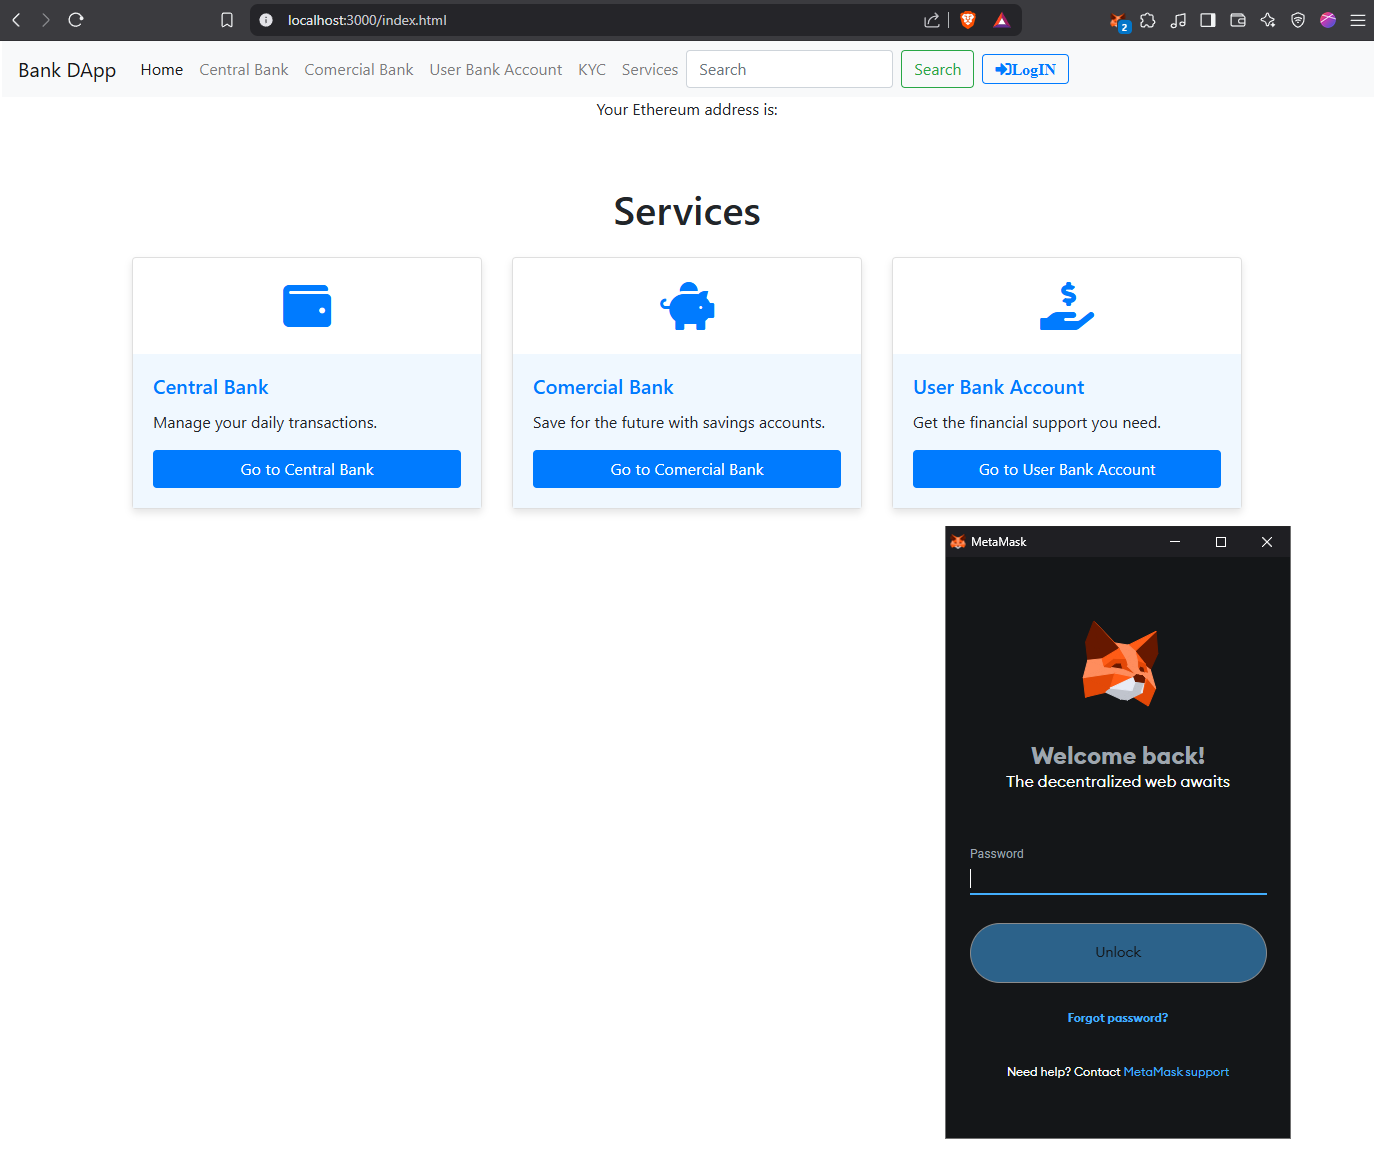 localhost:3000/index.html
2
Bank DApp Home Central Bank Comercial Bank User Bank Account KYC Services Search Search LogIN
Your Ethereum address is:
Services
Central Bank
Manage your daily transactions.
Go to Central Bank
Comercial Bank
Save for the future with savings accounts.
Go to Comercial Bank
User Bank Account
Get the financial support you need.
Go to User Bank Account
MetaMask
Welcome back!
The decentralized web awaits
Password
Unlock
Forgot password?
Need help? Contact MetaMask support